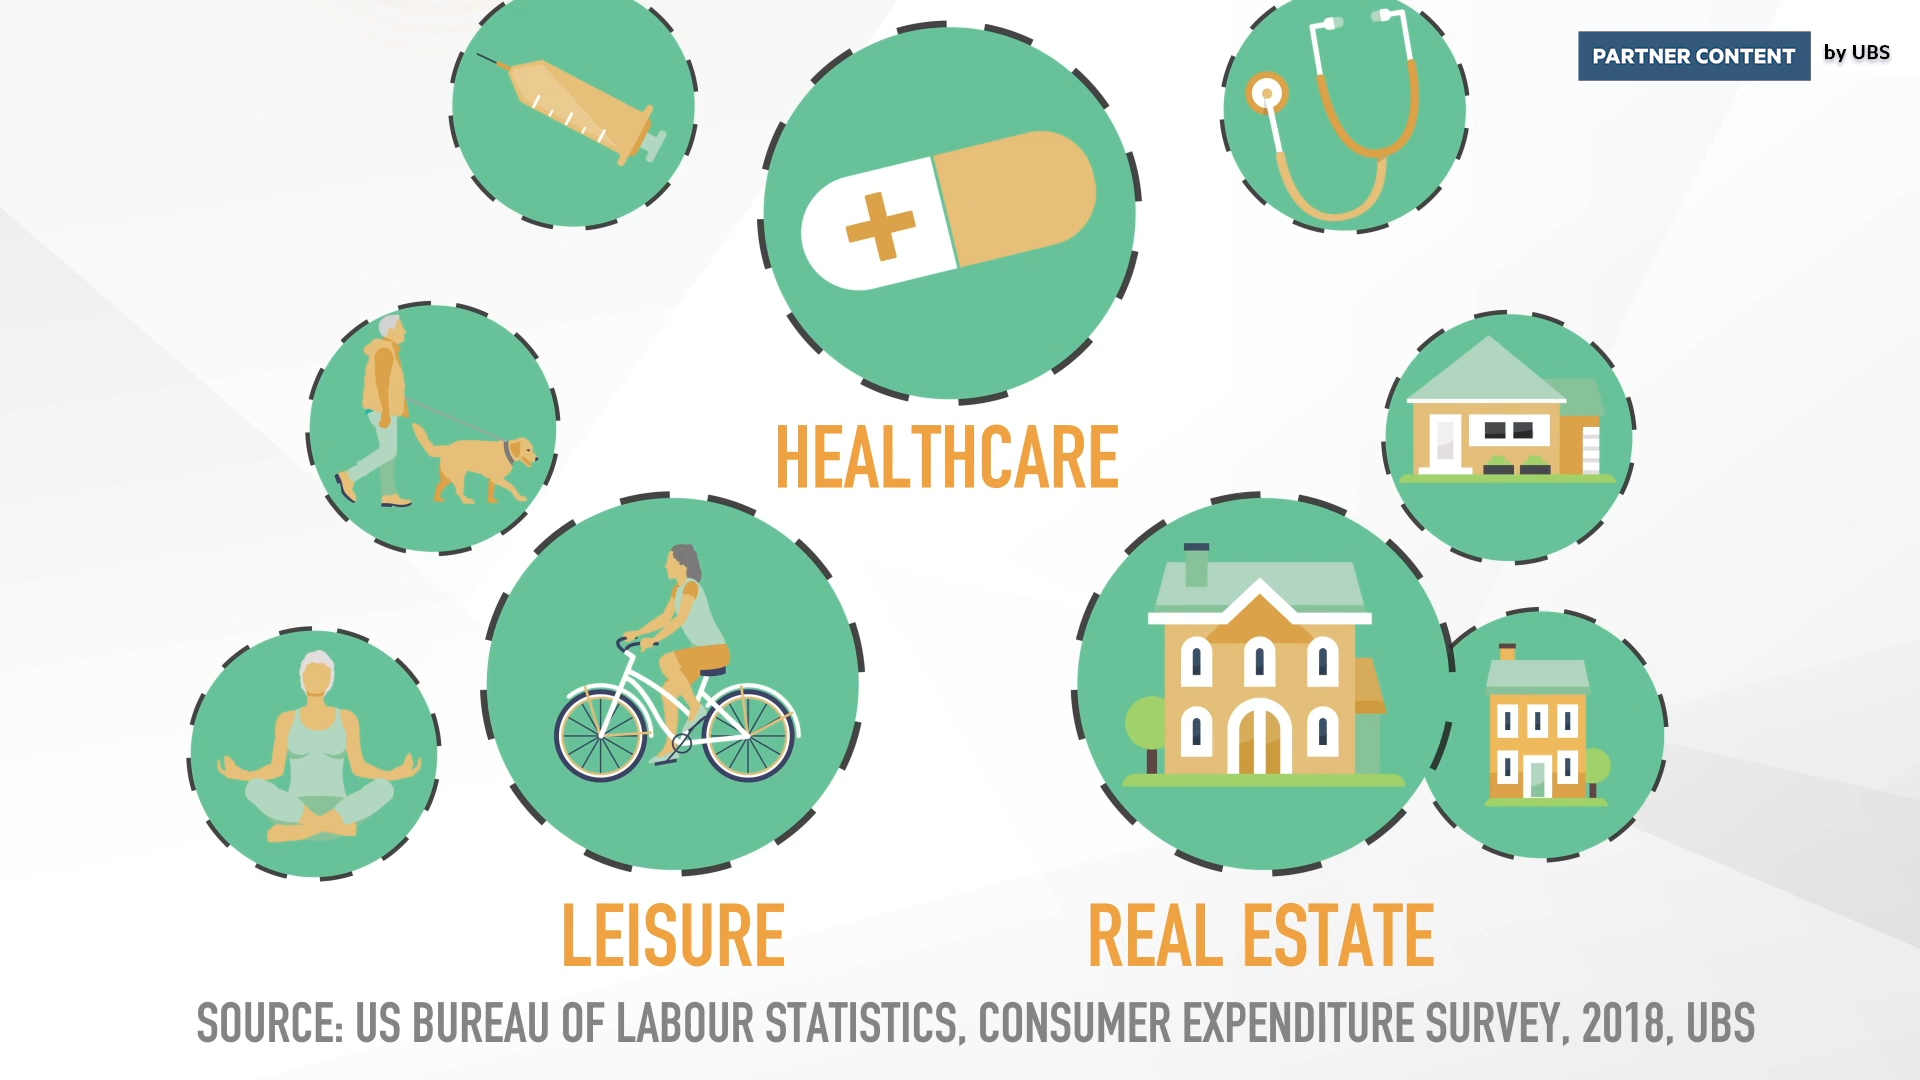 PARTNER CONTENT by UBS
HEALTHCARE
LEISURE
REAL ESTATE
SOURCE: US BUREAU OF LABOUR STATISTICS, CONSUMER EXPENDITURE SURVEY, 2018, UBS